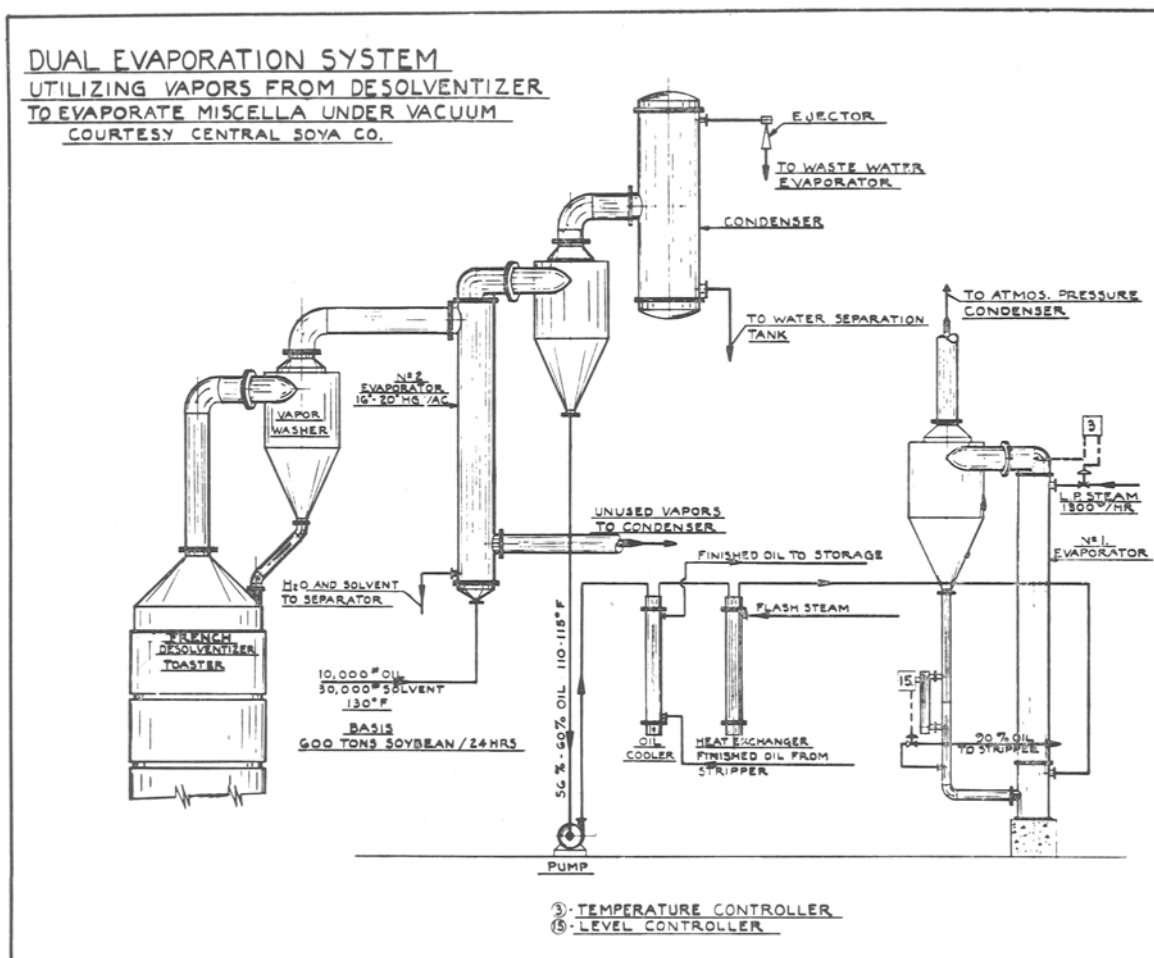 DUAL EVAPORATION SYSTEM
UTILIZING VAPORS FROM DESOLVENTIZER
TO EVAPORATE MISCELLA UNDER VACUUM
COURTESY CENTRAL SOYA CO.
EJECTOR
TO WASTE WATER
EVAPORATOR
CONDENSER
TO WATER SEPARATION
TANK
TO ATMOS. PRESSURE
CONDENSER
Nº2
EVAPORATOR
16"-20" HG VAC
VAPOR
WASHER
3
L.P. STEAM
1300#/HR
Nº1.
EVAPORATOR
UNUSED VAPORS
TO CONDENSER
FINISHED OIL TO STORAGE
FLASH STEAM
H2O AND SOLVENT
TO SEPARATOR
FRENCH
DESOLVENTIZER
TOASTER
10,000# OIL
30,000# SOLVENT
130°F
BASIS
600 TONS SOYBEAN/24HRS
56%-60% OIL 110-115°F
15
90% OIL
TO STRIPPER
OIL
COOLER
HEAT EXCHANGER
FINISHED OIL FROM
STRIPPER
PUMP
③-TEMPERATURE CONTROLLER
⑮-LEVEL CONTROLLER